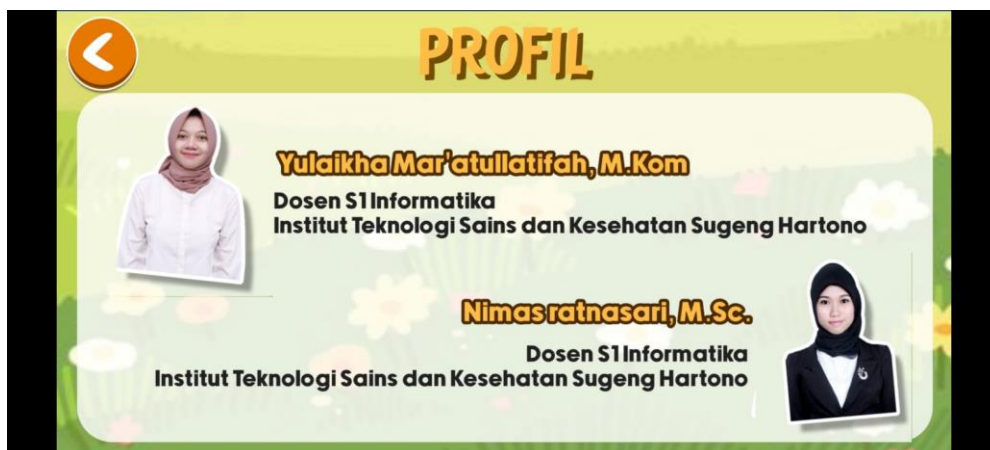 PROFIL
Yulaikha Mar'atullatifah, M.Kom
Dosen S1 Informatika
Institut Teknologi Sains dan Kesehatan Sugeng Hartono
Nimas ratnasari, M.Sc.
Dosen S1 Informatika
Institut Teknologi Sains dan Kesehatan Sugeng Hartono